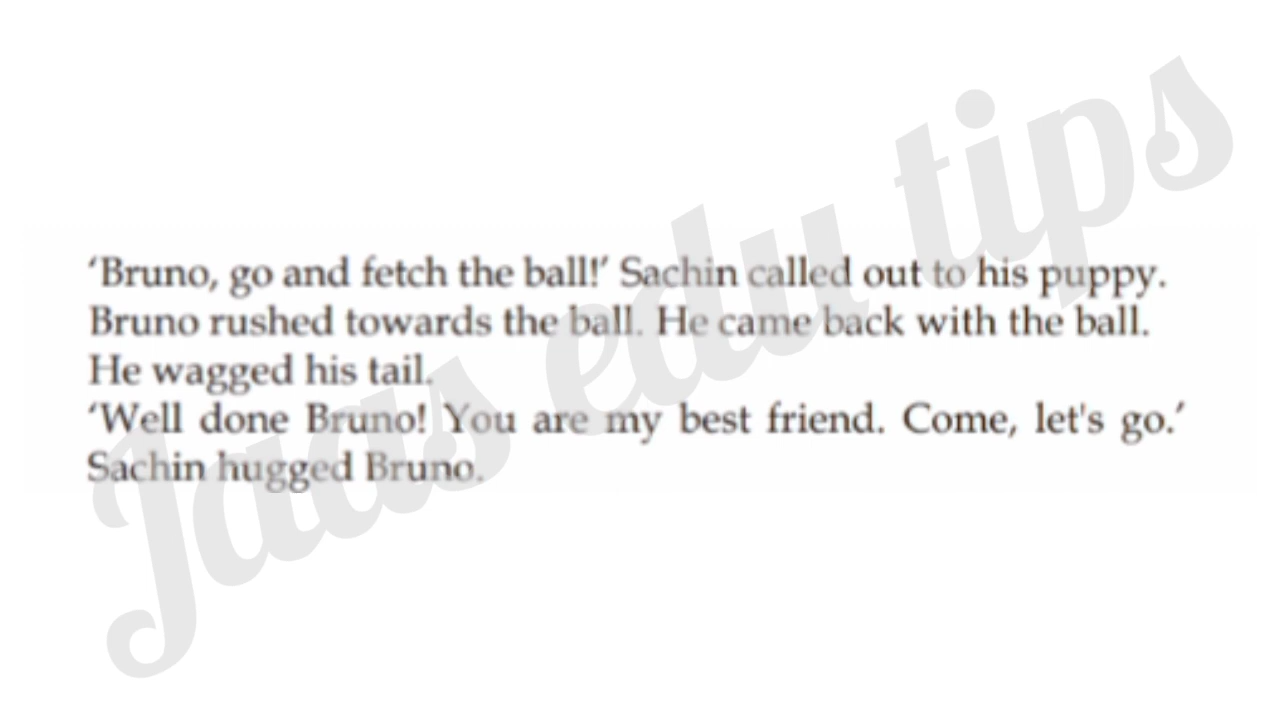 ‘Bruno, go and fetch the ball!’ Sachin called out to his puppy.
Bruno rushed towards the ball. He came back with the ball.
He wagged his tail.
‘Well done Bruno! You are my best friend. Come, let's go.’
Sachin hugged Bruno.
Jaas edu tips